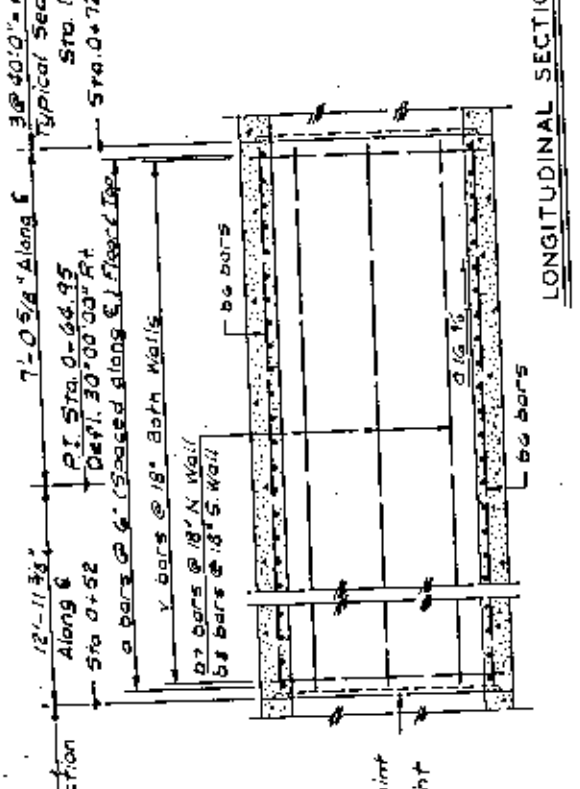 3@ 40'0"=
Typical Sec
Sta.
Sta. 0+72
7'-0 5/8" Along ℄
P.I. Sta. 0-64.95
Defl. 30°00'00" Rt.
12'-11 3/8"
Along ℄
Sta 0+52
a bars @ 6" (Spaced along ℄) Floor & Top
v bars @ 18" Both Walls
b7 bars @ 18" N Wall
b8 bars @ 18" S. Wall
b6 bars
b6 bars
LONGITUDINAL SECTIO